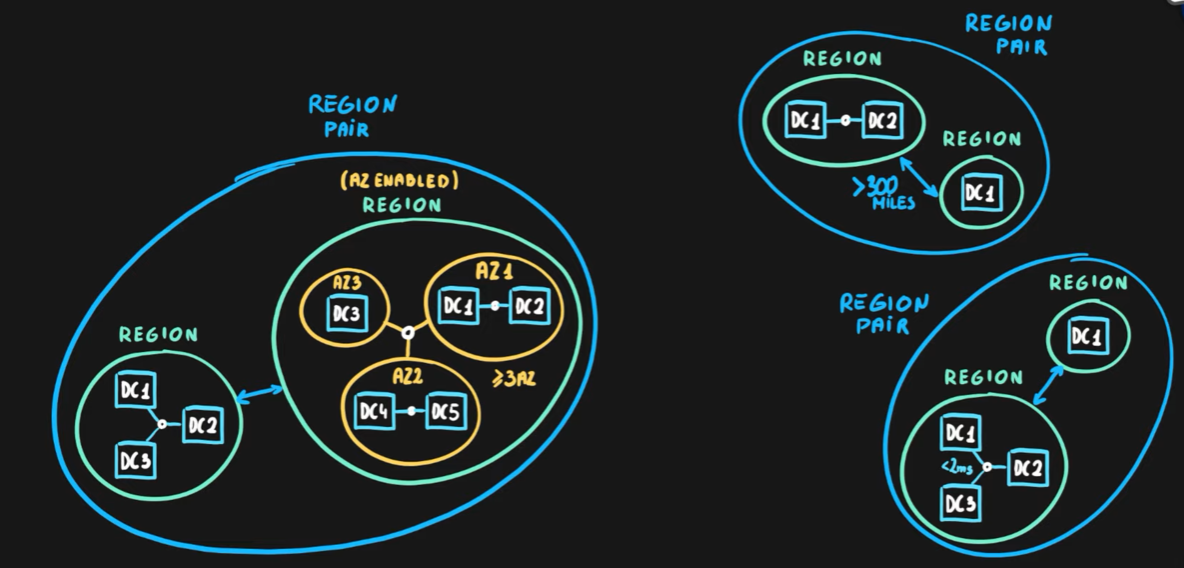 REGION
PAIR
(AZ ENABLED)
REGION
AZ3
DC3
AZ1
DC1
DC2
AZ2
DC4
DC5
≥3AZ
REGION
DC1
DC2
DC3
REGION
PAIR
REGION
DC1
DC2
REGION
DC1
>300
MILES
REGION
PAIR
REGION
DC1
REGION
DC1
<2ms
DC2
DC3